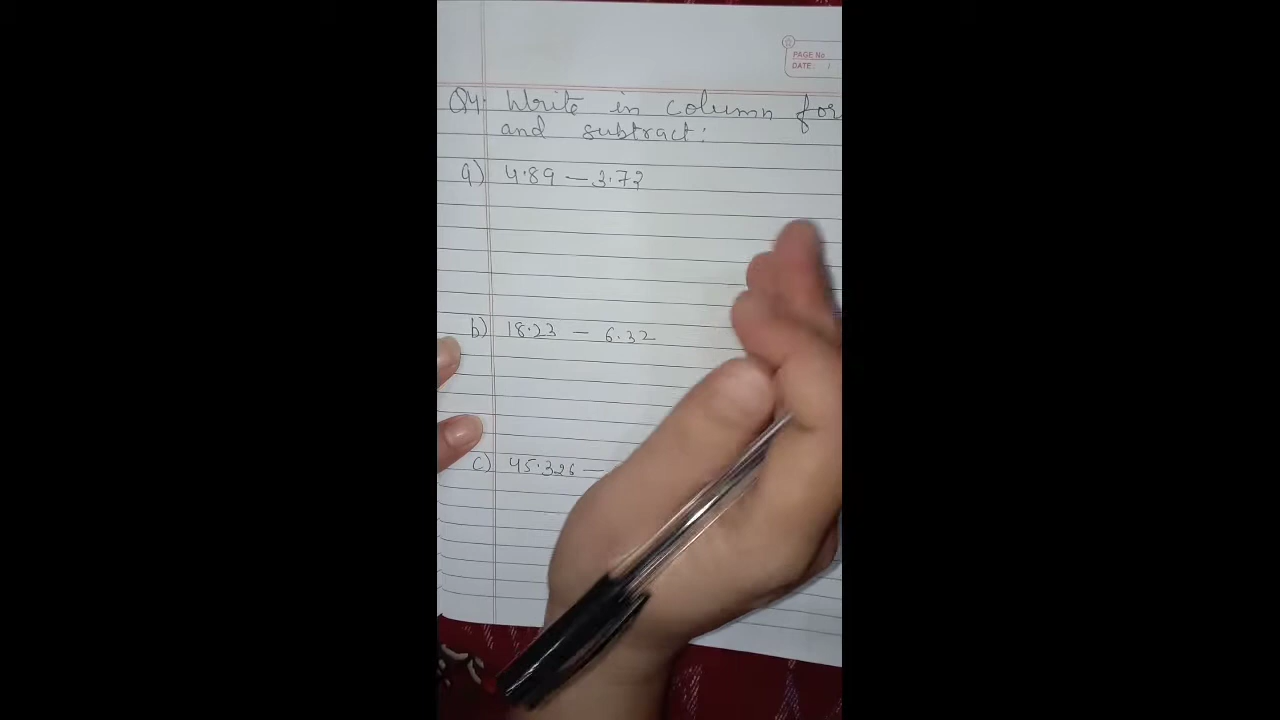 PAGE No
DATE: /
Q4. Write in column for
and subtract:
a) 4.89 — 3.72
b) 18.23 — 6.32
c) 45.326 —